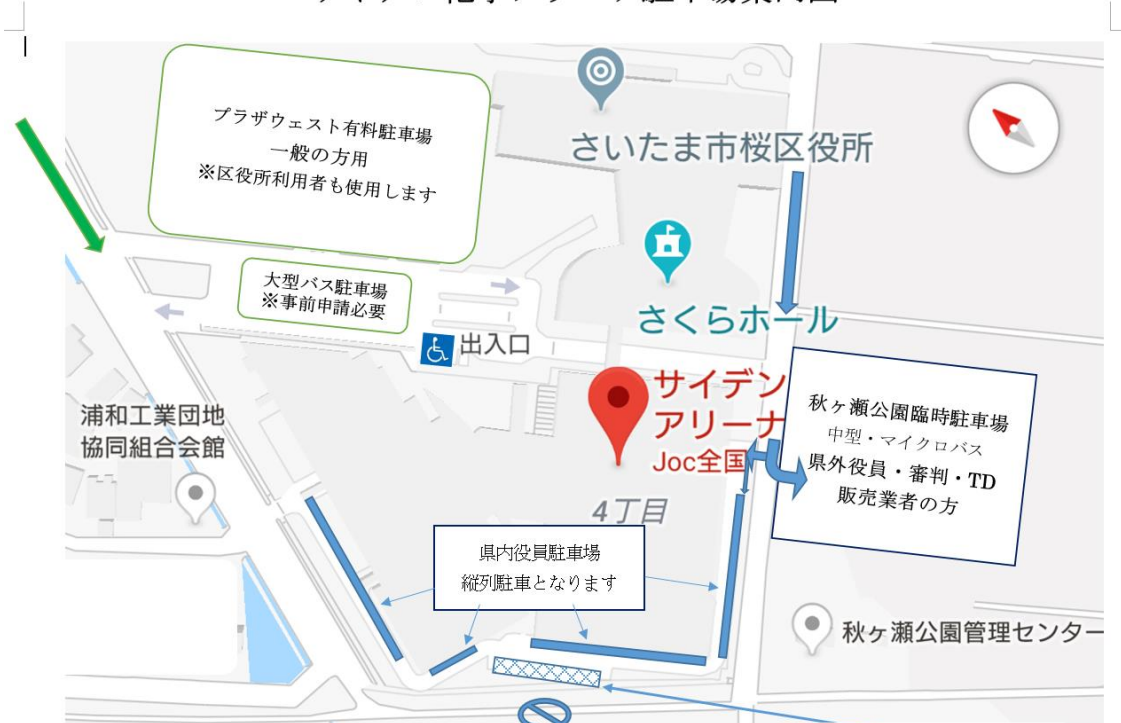 プラザウェスト有料駐車場
一般の方用
※区役所利用者も使用します
さいたま市桜区役所
大型バス駐車場
※事前申請必要
さくらホール
出入口
サイデン
アリーナ
Joc全国
浦和工業団地
協同組合会館
秋ヶ瀬公園臨時駐車場
中型・マイクロバス
県外役員・審判・TD
販売業者の方
4丁目
県内役員駐車場
縦列駐車となります
秋ヶ瀬公園管理センター